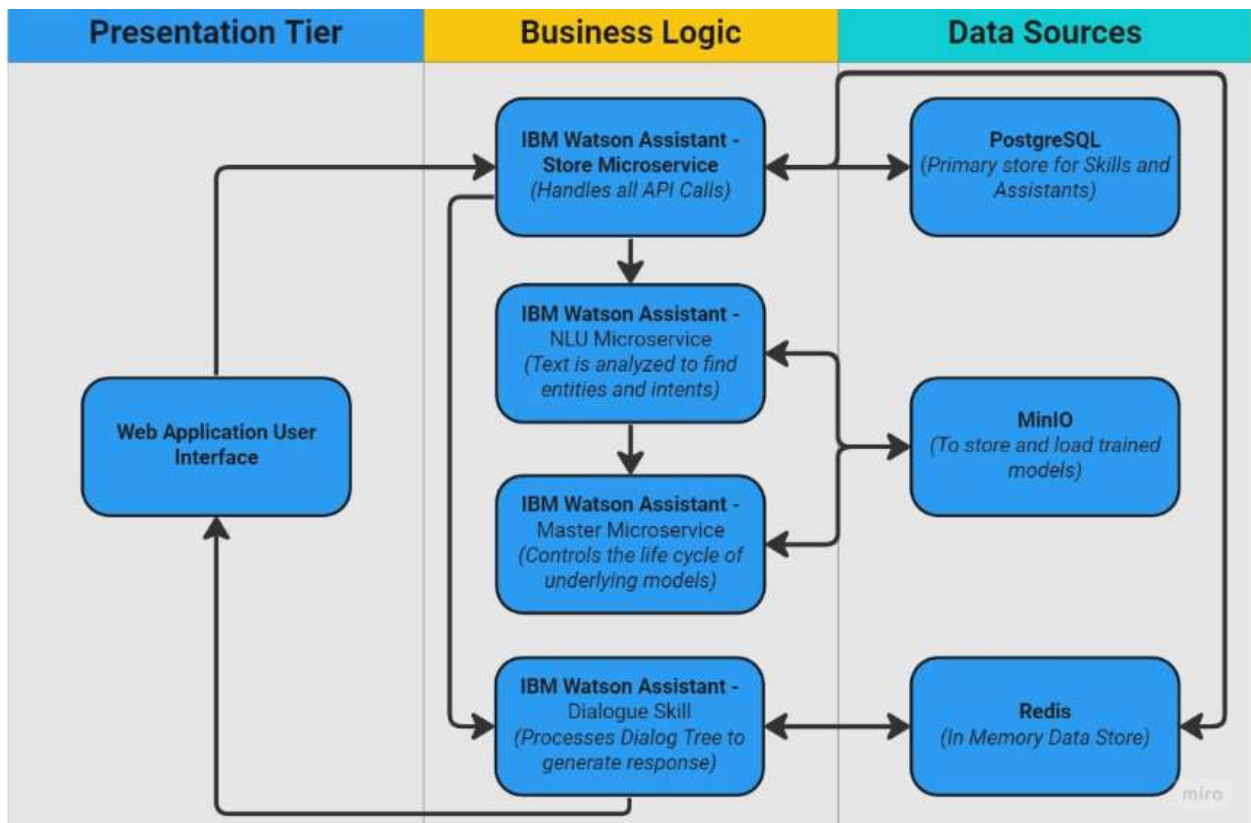 Presentation Tier
Business Logic
Data Sources
IBM Watson Assistant -
Store Microservice
(Handles all API Calls)
PostgreSQL
(Primary store for Skills and
Assistants)
IBM Watson Assistant -
NLU Microservice
(Text is analyzed to find
entities and intents)
Web Application User
Interface
MinIO
(To store and load trained
models)
IBM Watson Assistant -
Master Microservice
(Controls the life cycle of
underlying models)
IBM Watson Assistant -
Dialogue Skill
(Processes Dialog Tree to
generate response)
Redis
(In Memory Data Store)
miro